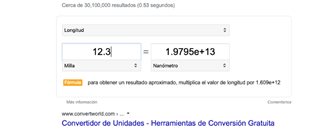 Cerca de 30,100,000 resultados (0.53 segundos)
Longitud
12.3 = 1.9795e+13
Milla Nanómetro
Fórmula para obtener un resultado aproximado, multiplica el valor de longitud por 1.609e+12
Más información Comentarios
www.convertworld.com › ...
Convertidor de Unidades - Herramientas de Conversión Gratuita